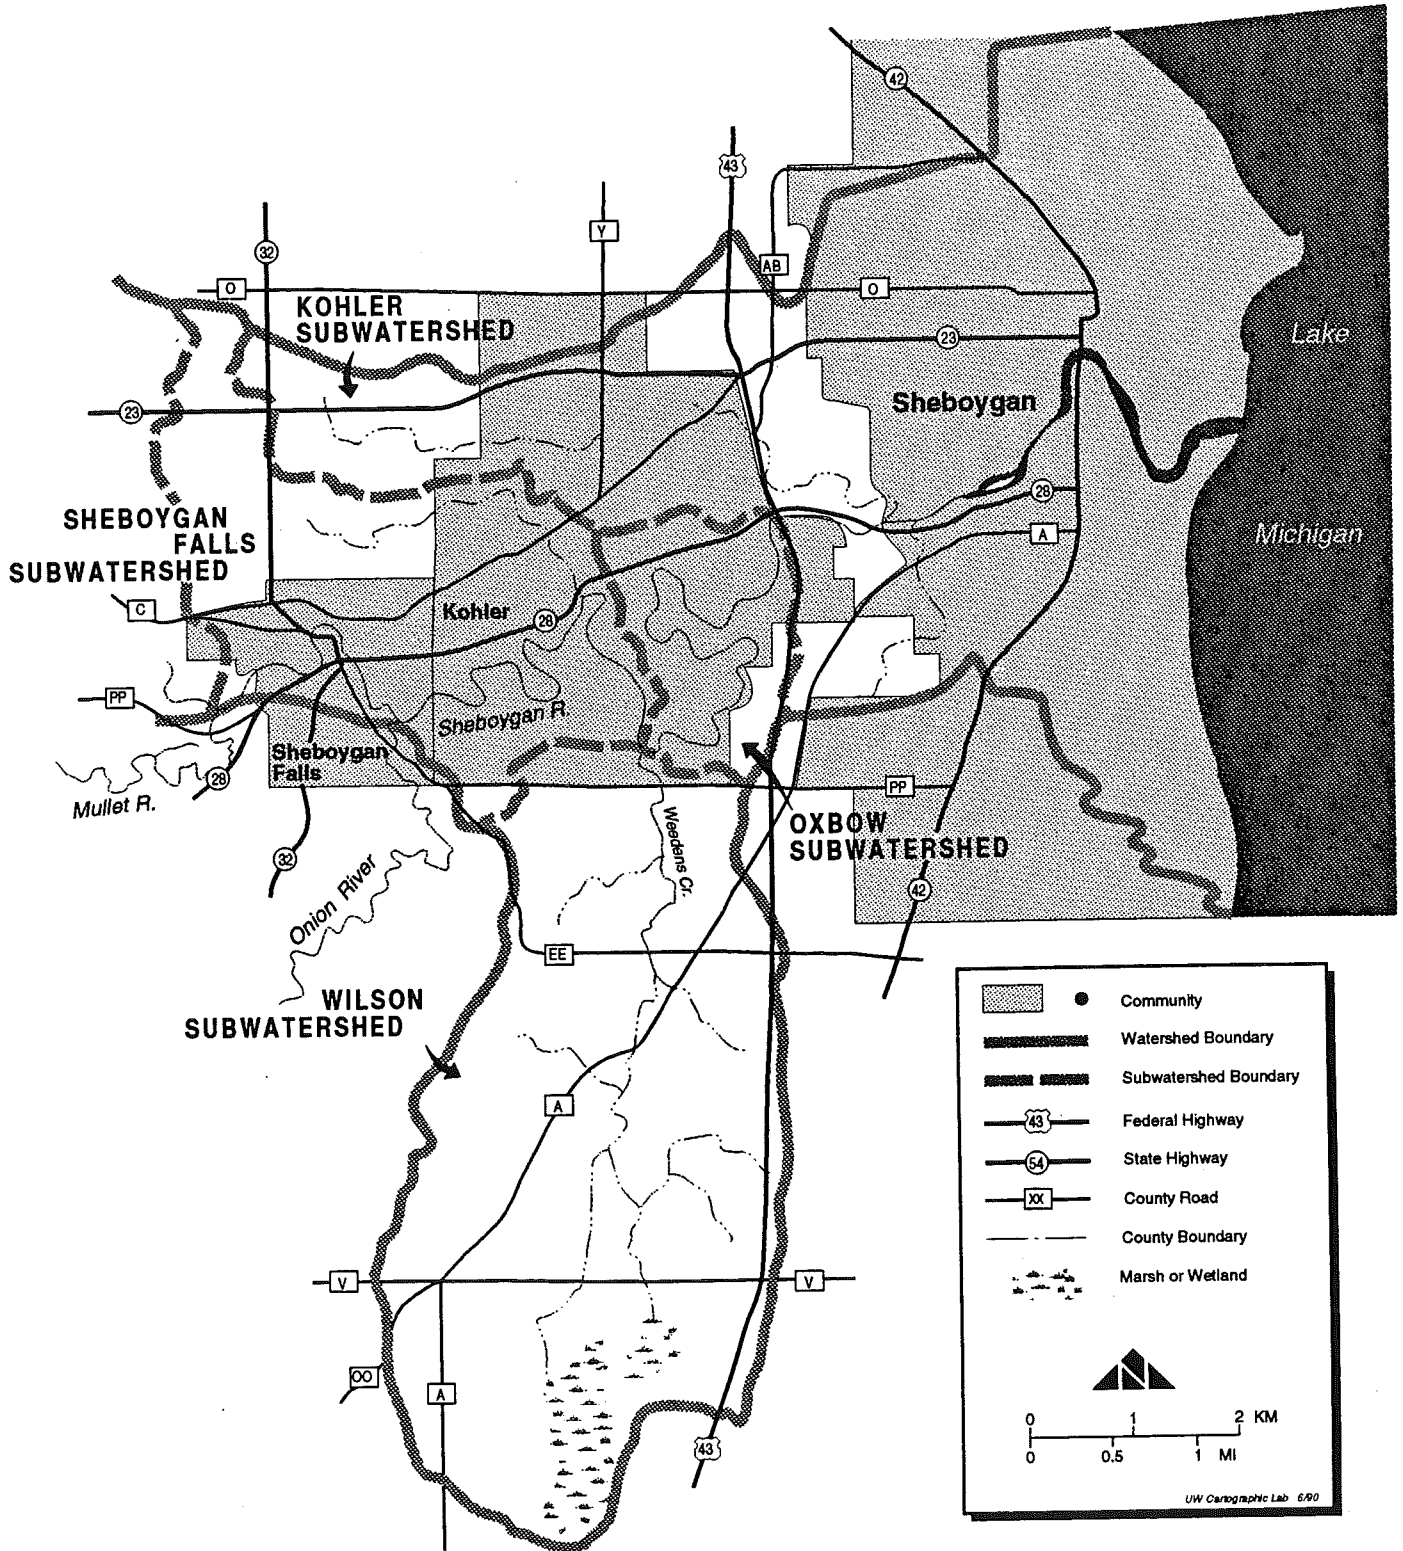 42
43
Y
32
AB
O
KOHLER
SUBWATERSHED
O
Lake
23
Sheboygan
23
28
SHEBOYGAN
FALLS
SUBWATERSHED
A
Michigan
C
Kohler
28
PP
Sheboygan R.
Sheboygan
Falls
28
PP
Mullet R.
Weedens Cr.
OXBOW
SUBWATERSHED
32
Onion River
42
EE
WILSON
SUBWATERSHED
A
V
V
OO
A
43
Community
Watershed Boundary
Subwatershed Boundary
43 Federal Highway
54 State Highway
XX County Road
County Boundary
Marsh or Wetland
N
0 1 2 KM
0 0.5 1 MI
UW Cartographic Lab 6/90